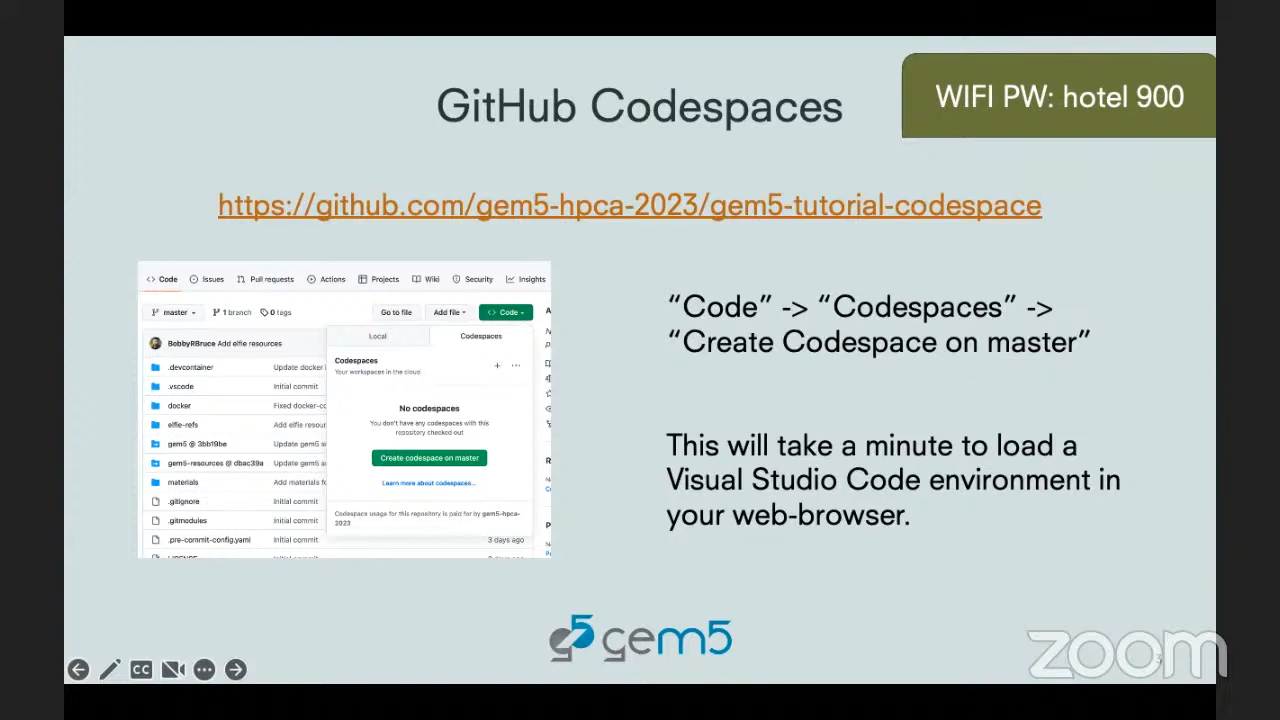 GitHub Codespaces
WIFI PW: hotel 900
https://github.com/gem5-hpca-2023/gem5-tutorial-codespace
Code Issues Pull requests Actions Projects Wiki Security Insights
master 1 branch 0 tags Go to file Add file Code
Local Codespaces
BobbyRBruce Add elfie resources
Codespaces
Your workspaces in the cloud
.devcontainer Update docker
.vscode Initial commit
docker Fixed docker-co
elfie-refs Add elfie resour
gem5 @ 3bb19be Update gem5
gem5-resources @ dbac39a Update gem5
materials Add materials fo
.gitignore Initial commit
.gitmodules Initial commit
.pre-commit-config.yaml Initial commit 3 days ago
No codespaces
You don't have any codespaces with this
repository checked out
Create codespace on master
Learn more about codespaces...
Codespace usage for this repository is paid for by gem5-hpca-
2023
“Code” -> “Codespaces” ->
“Create Codespace on master”
This will take a minute to load a
Visual Studio Code environment in
your web-browser.
gem5
CC
zoom